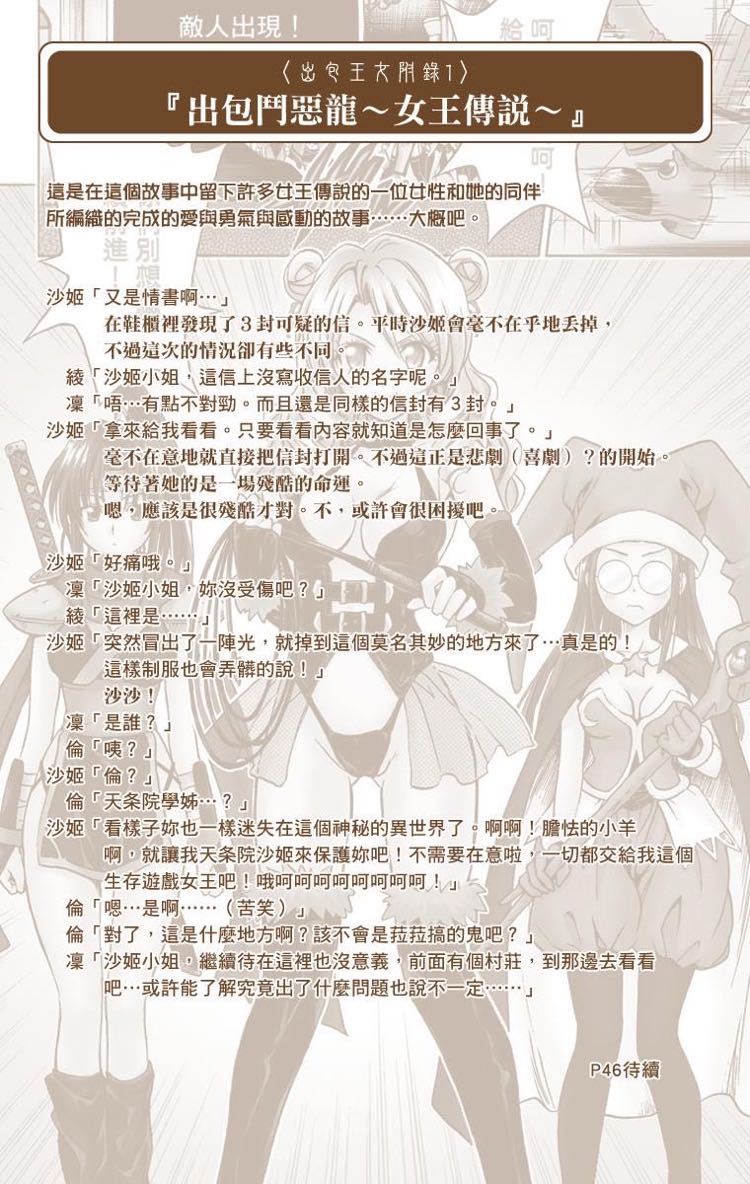 敵人出現！
〈出包王女附錄1〉
『出包鬥惡龍～女王傳說～』
這是在這個故事中留下許多女王傳說的一位女性和她的同伴
所編織的完成的愛與勇氣與感動的故事……大概吧。
沙姬「又是情書啊…」
在鞋櫃裡發現了３封可疑的信。平時沙姬會毫不在乎地丟掉，
不過這次的情況卻有些不同。
綾「沙姬小姐，這信上沒寫收信人的名字呢。」
凜「唔…有點不對勁。而且還是同樣的信封有３封。」
沙姬「拿來給我看看。只要看看內容就知道是怎麼回事了。」
毫不在意地就直接把信封打開。不過這正是悲劇（喜劇）？的開始。
等待著她的是一場殘酷的命運。
嗯，應該是很殘酷才對。不，或許會很困擾吧。
沙姬「好痛哦。」
凜「沙姬小姐，妳沒受傷吧？」
綾「這裡是……」
沙姬「突然冒出了一陣光，就掉到這個莫名其妙的地方來了…真是的！
這樣制服也會弄髒的說！」
沙沙！
凜「是誰？」
倫「咦？」
沙姬「倫？」
倫「天条院學姊…？」
沙姬「看樣子妳也一樣迷失在這個神秘的異世界了。啊啊！膽怯的小羊
啊，就讓我天条院沙姬來保護妳吧！不需要在意啦，一切都交給我這個
生存遊戲女王吧！哦呵呵呵呵呵呵呵呵！」
倫「嗯…是啊……（苦笑）」
倫「對了，這是什麼地方啊？該不會是菈菈搞的鬼吧？」
凜「沙姬小姐，繼續待在這裡也沒意義，前面有個村莊，到那邊去看看
吧…或許能了解究竟出了什麼問題也說不一定……」
P46待續